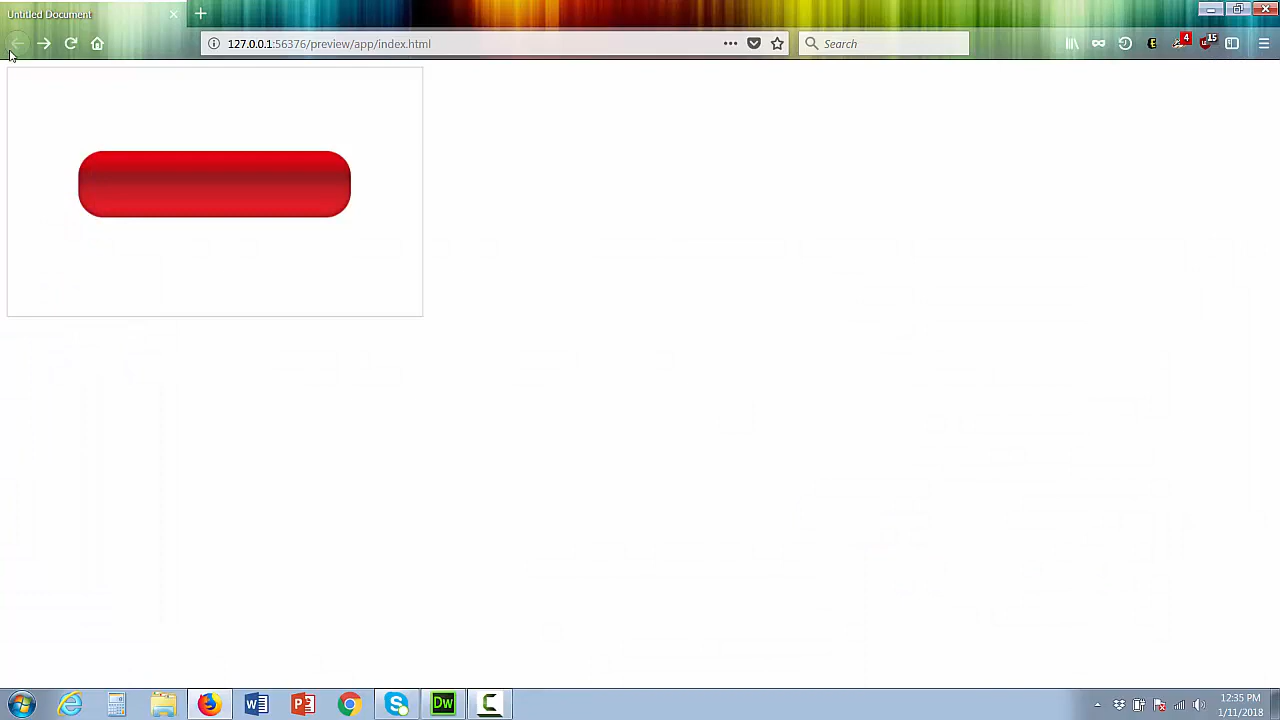 Untitled Document
127.0.0.1:56376/preview/app/index.html
Search
4
15
E
W
P
S
Dw
C
12:35 PM
1/11/2018